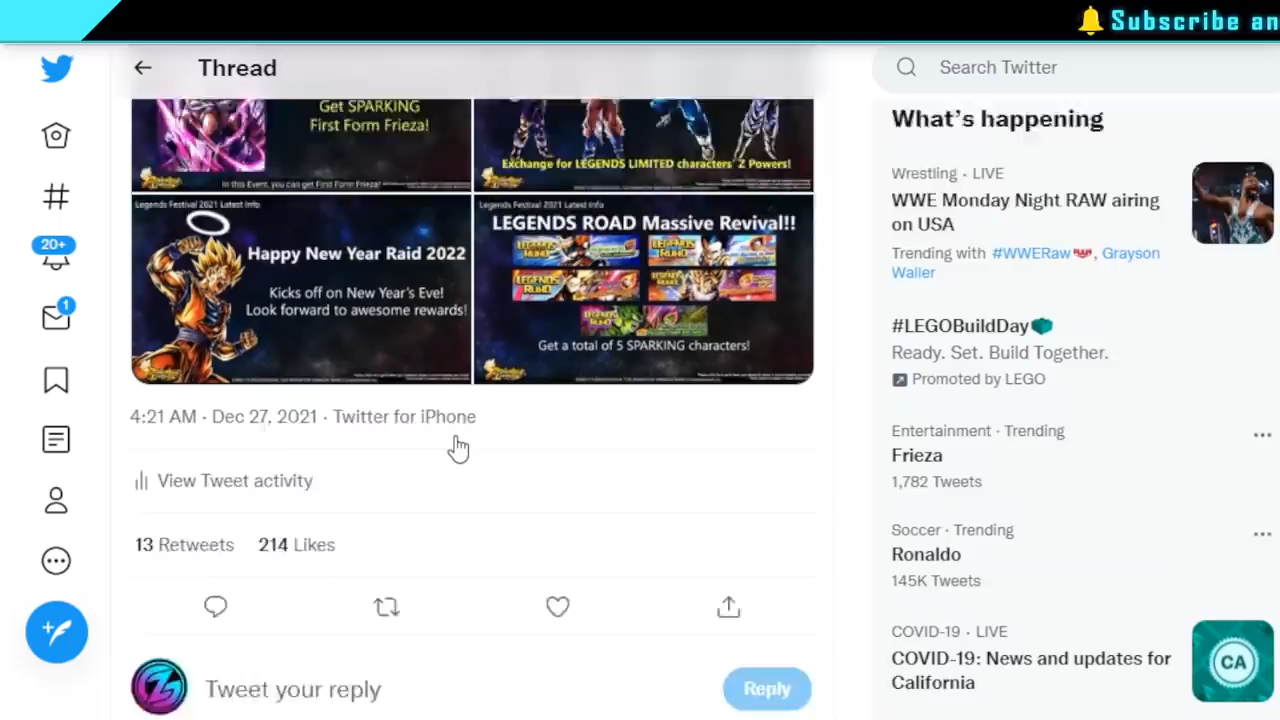 🔔 Subscribe an
Thread
Search Twitter
Get SPARKING
First Form Frieza!
In this Event, you can get First Form Frieza!
Exchange for LEGENDS LIMITED characters' Z Powers!
Legends Festival 2021 Latest Info
Happy New Year Raid 2022
Kicks off on New Year's Eve!
Look forward to awesome rewards!
Legends Festival 2021 Latest Info
LEGENDS ROAD Massive Revival!!
Get a total of 5 SPARKING characters!
4:21 AM · Dec 27, 2021 · Twitter for iPhone
View Tweet activity
13 Retweets 214 Likes
Tweet your reply
Reply
20+
1
What's happening
Wrestling · LIVE
WWE Monday Night RAW airing
on USA
Trending with #WWERaw, Grayson
Waller
#LEGOBuildDay
Ready. Set. Build Together.
Promoted by LEGO
Entertainment · Trending
Frieza
1,782 Tweets
Soccer · Trending
Ronaldo
145K Tweets
COVID-19 · LIVE
COVID-19: News and updates for
California
CA